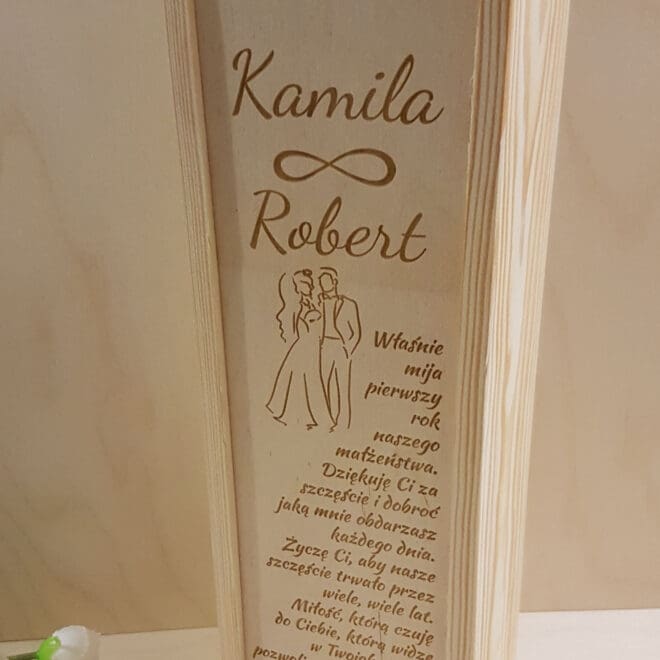 Kamila
Robert
Właśnie
mija
pierwszy
rok
naszego
małżeństwa.
Dziękuję Ci za
szczęście i dobroć
jaką mnie obdarzasz
każdego dnia.
Życzę Ci, aby nasze
szczęście trwało przez
wiele, wiele lat.
Miłość, którą czuję
do Ciebie, którą widzę
w